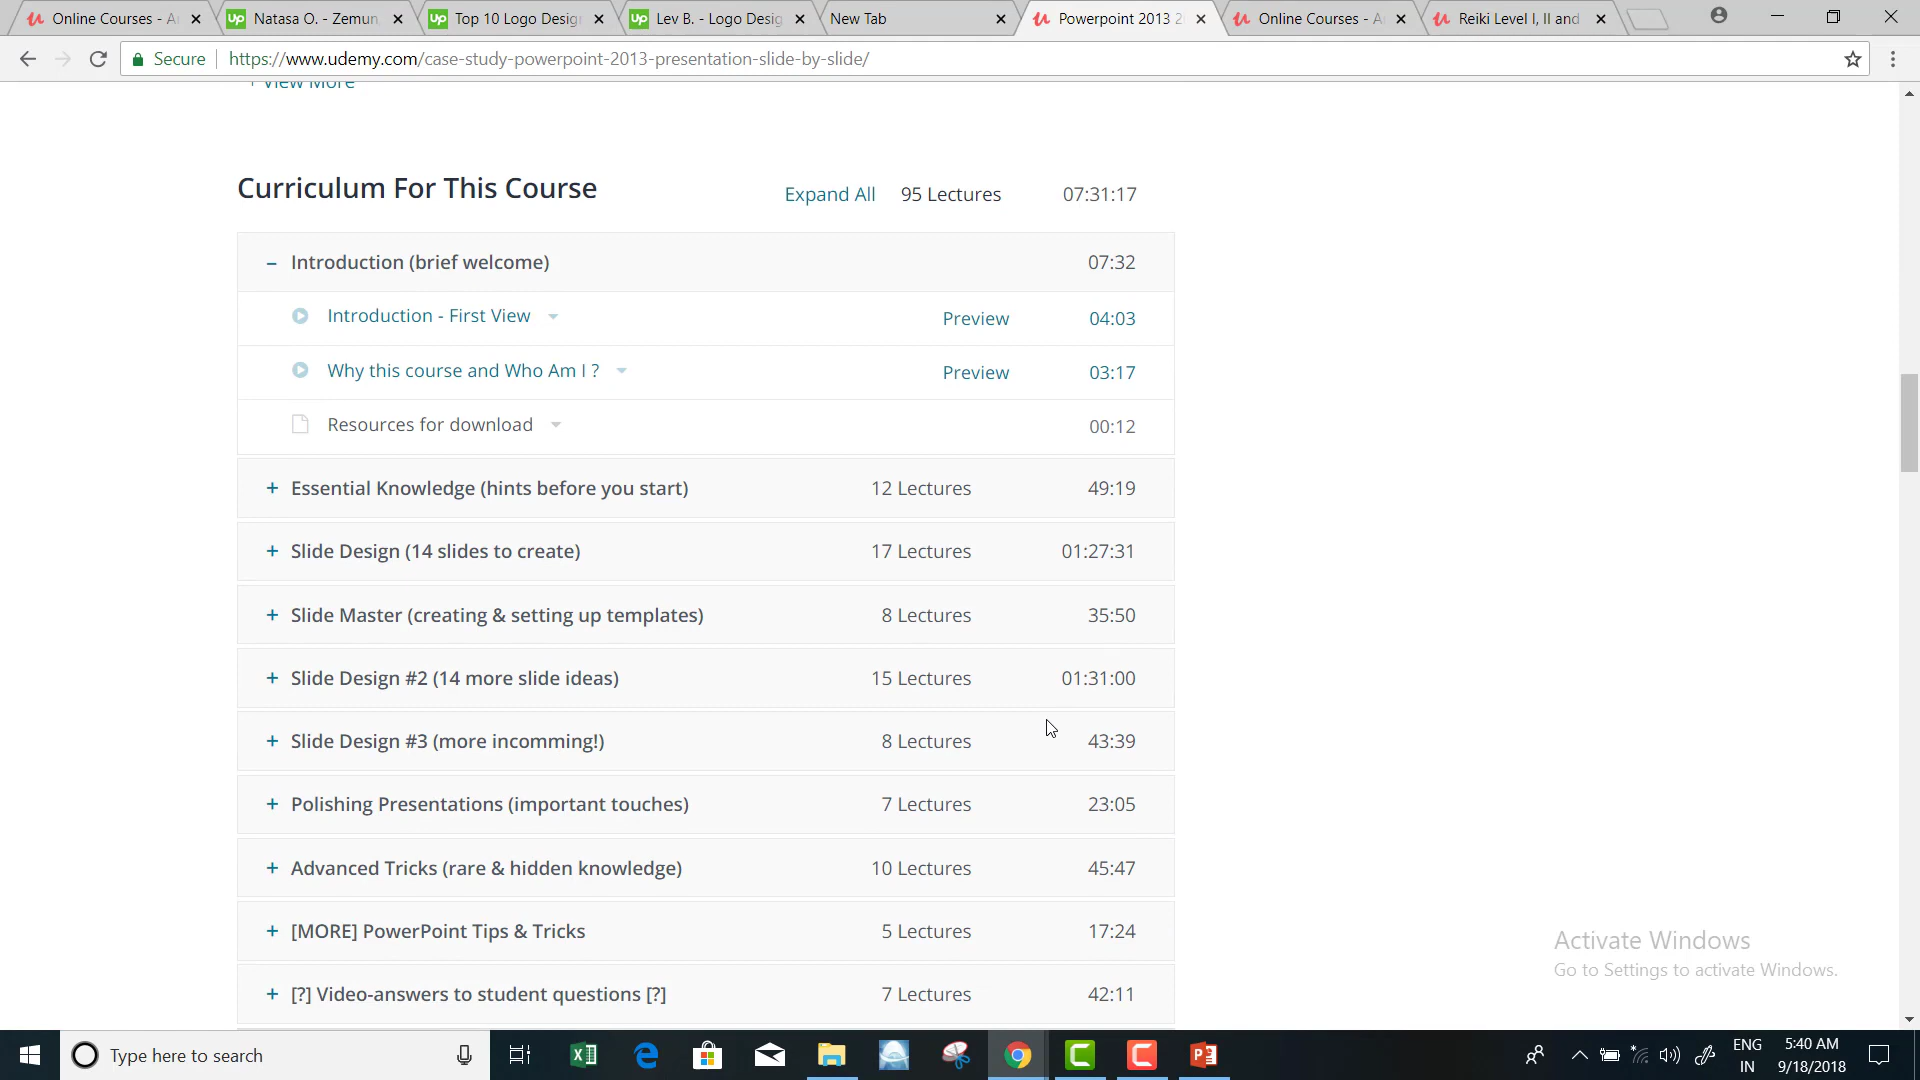 Online Courses - A
Natasa O. - Zemun,
Top 10 Logo Desig
Lev B. - Logo Desig
New Tab
Powerpoint 2013 2
Online Courses - A
Reiki Level I, II and
Secure
https://www.udemy.com/case-study-powerpoint-2013-presentation-slide-by-slide/
+ View More
Curriculum For This Course Expand All 95 Lectures 07:31:17
– Introduction (brief welcome) 07:32
Introduction - First View Preview 04:03
Why this course and Who Am I ? Preview 03:17
Resources for download 00:12
+ Essential Knowledge (hints before you start) 12 Lectures 49:19
+ Slide Design (14 slides to create) 17 Lectures 01:27:31
+ Slide Master (creating & setting up templates) 8 Lectures 35:50
+ Slide Design #2 (14 more slide ideas) 15 Lectures 01:31:00
+ Slide Design #3 (more incomming!) 8 Lectures 43:39
+ Polishing Presentations (important touches) 7 Lectures 23:05
+ Advanced Tricks (rare & hidden knowledge) 10 Lectures 45:47
+ [MORE] PowerPoint Tips & Tricks 5 Lectures 17:24
+ [?] Video-answers to student questions [?] 7 Lectures 42:11
Activate Windows
Go to Settings to activate Windows.
Type here to search
ENG
IN
5:40 AM
9/18/2018